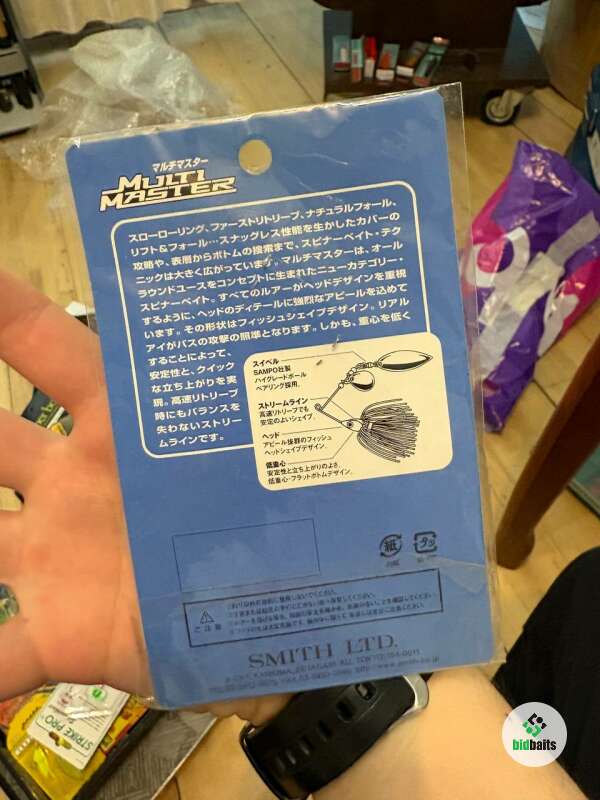 マルチマスター
MULTI
MASTER
スローローリング、ファーストリトリーブ、ナチュラルフォール、
リフト&フォール…スナッグレス性能を生かしたカバーの
攻略や、表層からボトムの捜索まで、スピナーベイト・テク
ニックは大きく広がっています。マルチマスターは、オール
ラウンドユースをコンセプトに生まれたニューカテゴリー・
スピナーベイト。すべてのルアーがヘッドデザインを重視
するように、ヘッドのディテールに強烈なアピールを込めて
います。その形状はフィッシュシェイプデザイン。リアル
アイがバスの攻撃の照準となります。しかも、重心を低く
することによって、
安定性と、クイック
な立ち上がりを実
現。高速リトリーブ
時にもバランスを
失わないストリー
ムラインです。
スイベル
SAMPO社製
ハイグレードボール
ベアリング採用。
ストリームライン
高速リトリーブでも
安定のよいシェイプ。
ヘッド
アピール抜群のフィッシュ
ヘッドシェイプデザイン。
低重心
安定性と立ち上がりのよさ、
低重心・フラットボトムデザイン。
紙
プラ
ご注意
SMITH LTD.
STRIKE PRO
bidbaits